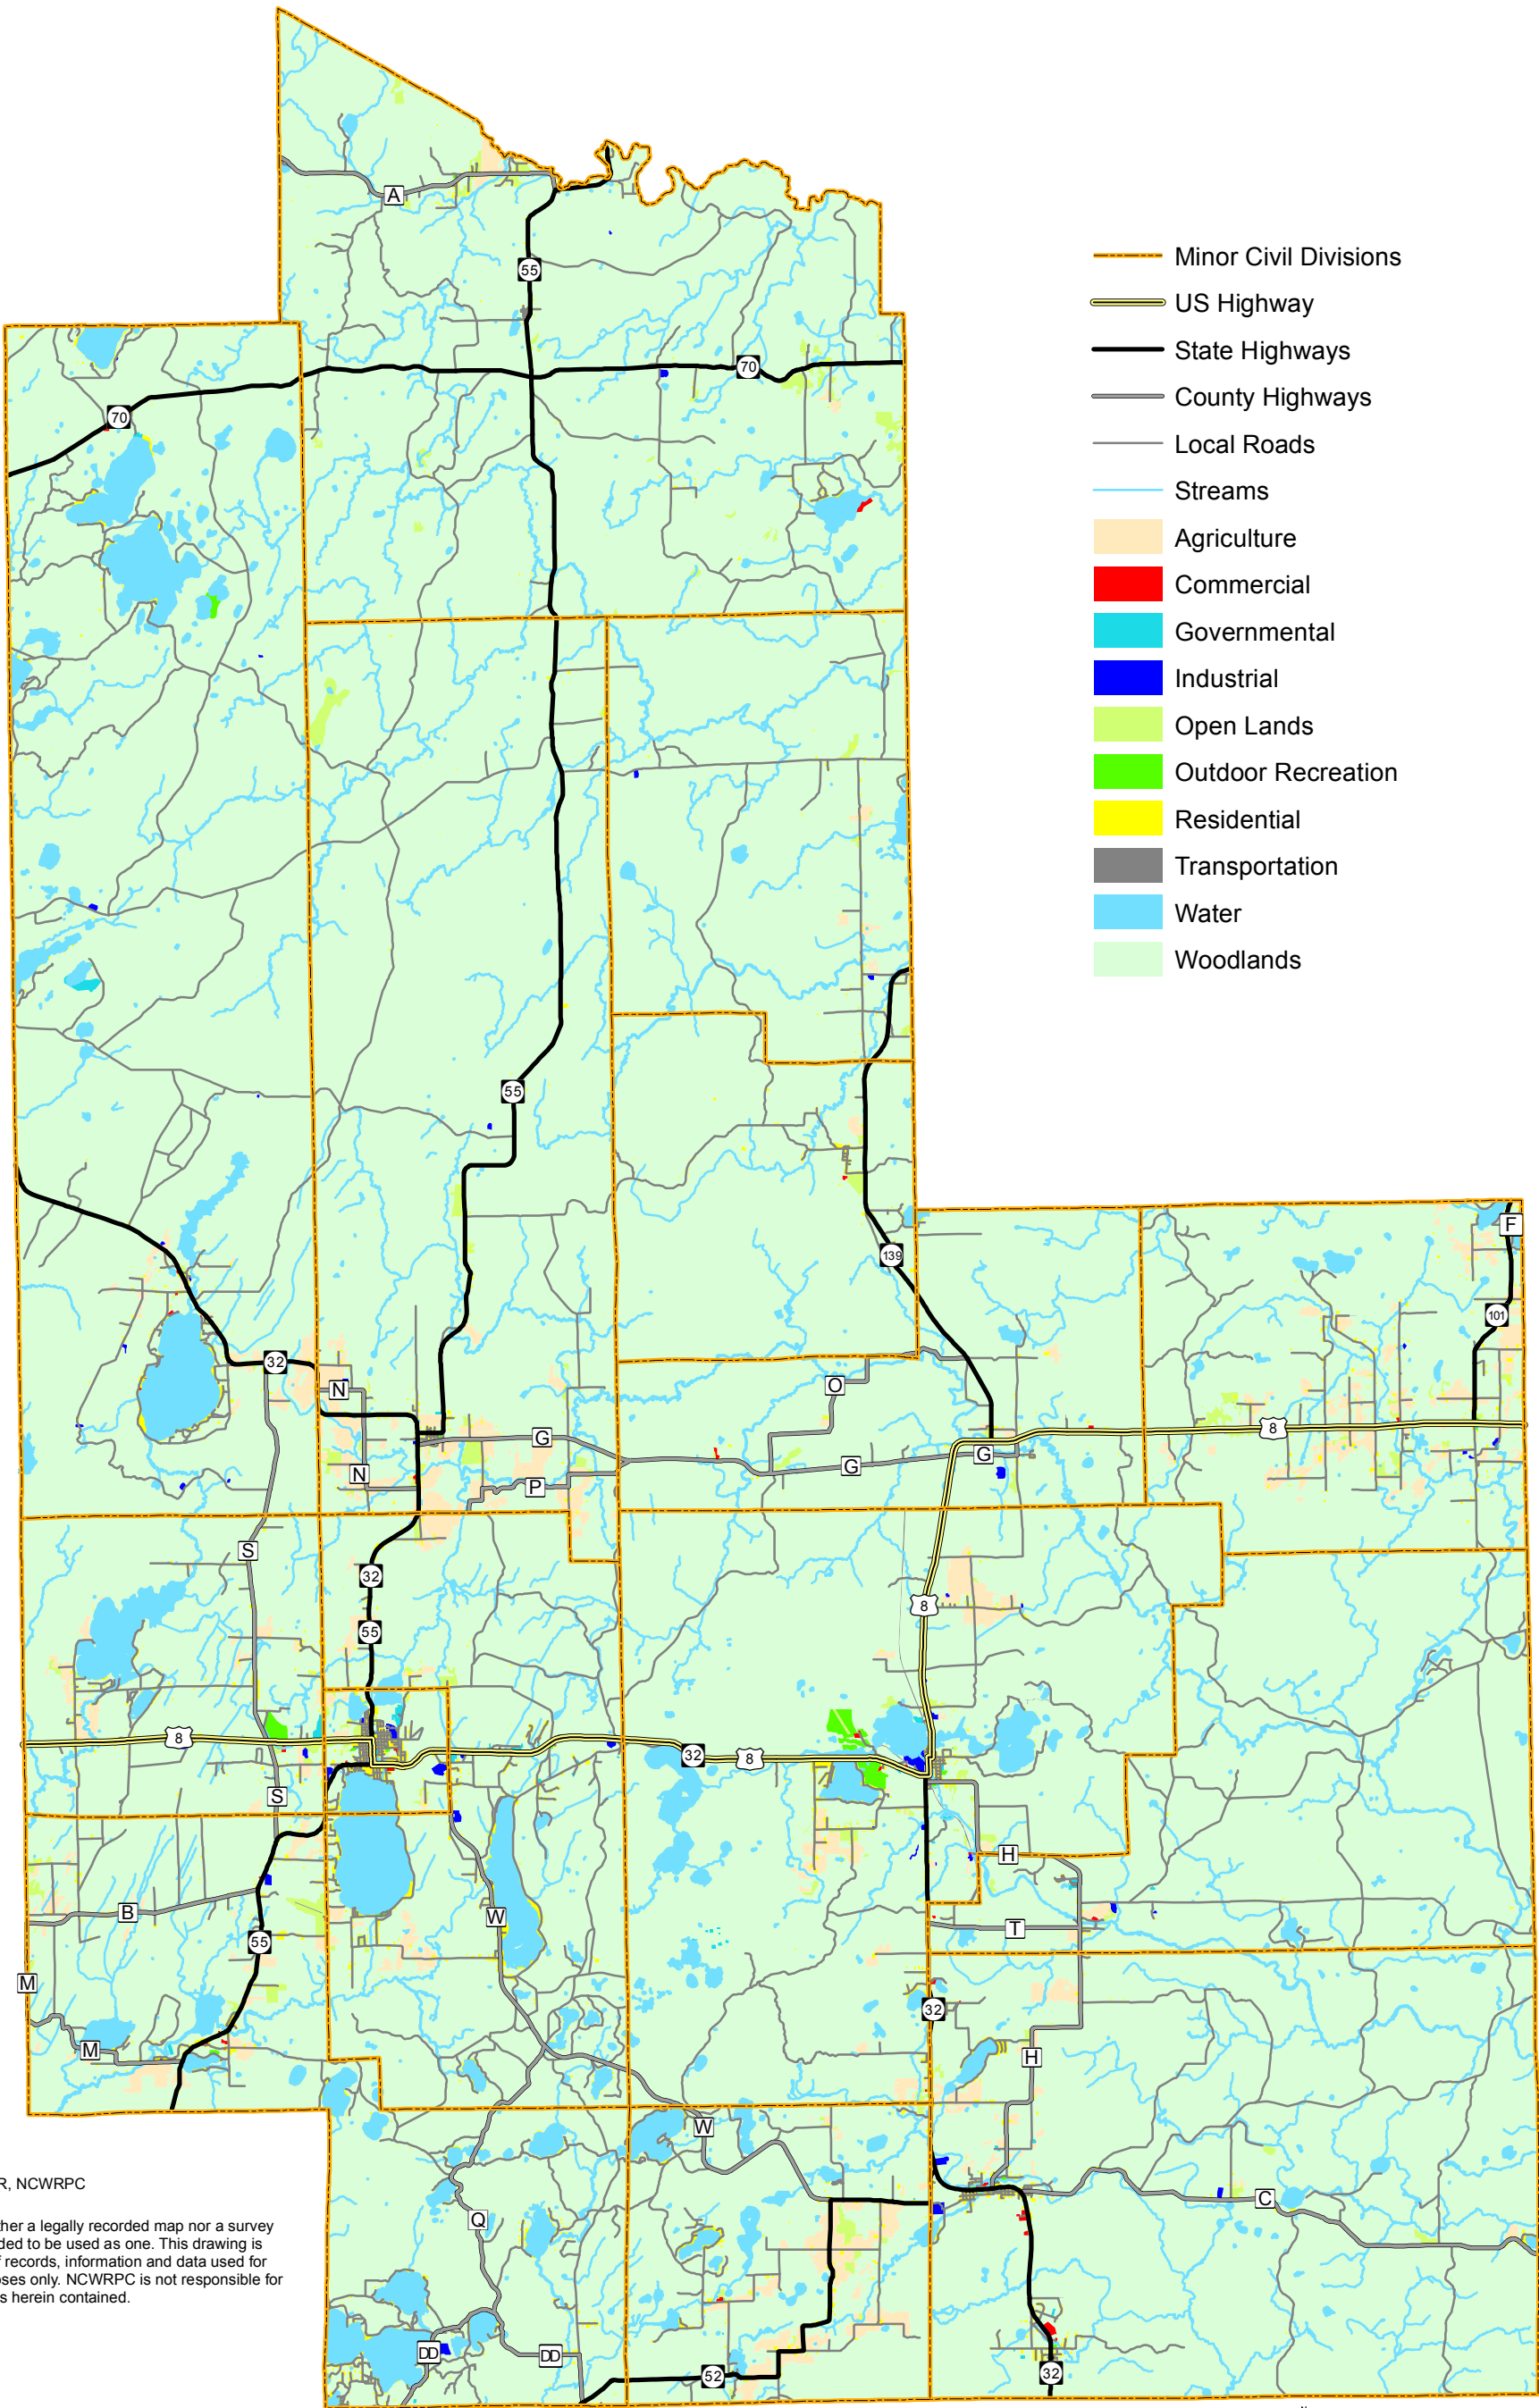 A
55
70
70
Minor Civil Divisions
US Highway
State Highways
County Highways
Local Roads
Streams
Agriculture
Commercial
Governmental
Industrial
Open Lands
Outdoor Recreation
Residential
Transportation
Water
Woodlands
55
139
F
101
32
N
O
8
G
G
G
N
P
S
32
8
55
8
32
8
S
H
B
W
T
55
M
32
M
H
W
C
Q
R, NCWRPC
ther a legally recorded map nor a survey
ded to be used as one. This drawing is
f records, information and data used for
oses only. NCWRPC is not responsible for
s herein contained.
DD
DD
52
32